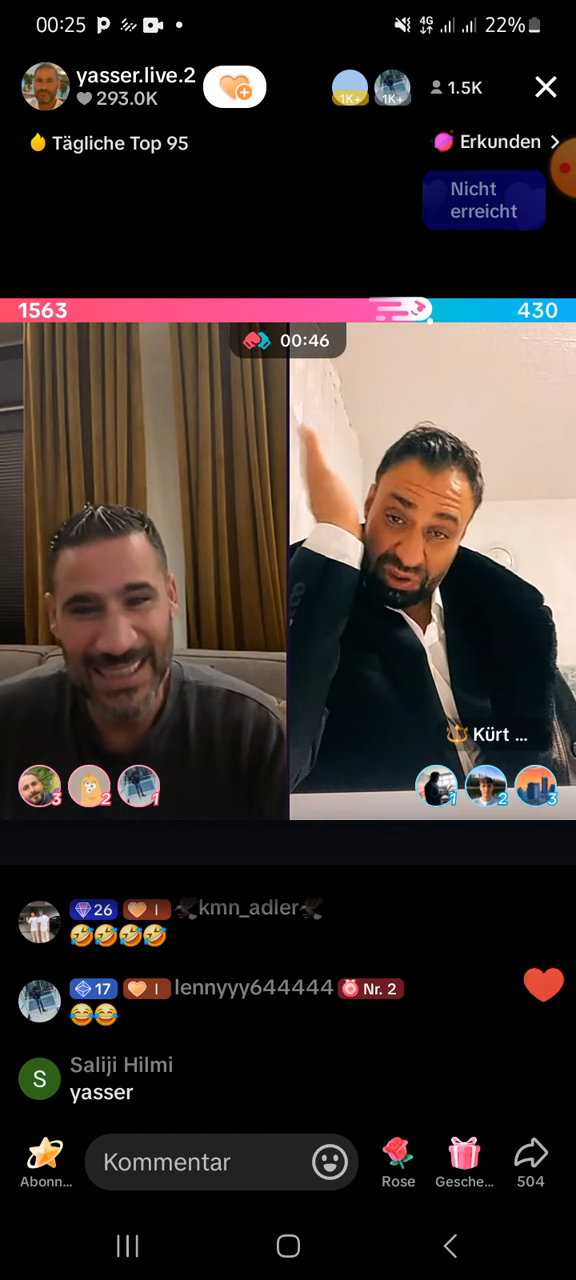 00:25
4G
22%
yasser.live.2
293.0K
1K+
1K+
1.5K
Tägliche Top 95
Erkunden
Nicht
erreicht
1563
430
00:46
Kürt ...
3
2
1
1
2
3
26
I
kmn_adler
🤣🤣🤣🤣
17
I
lennyyy644444
Nr. 2
😂😂
S
Saliji Hilmi
yasser
Kommentar
Abonn...
Rose
Gesche...
504